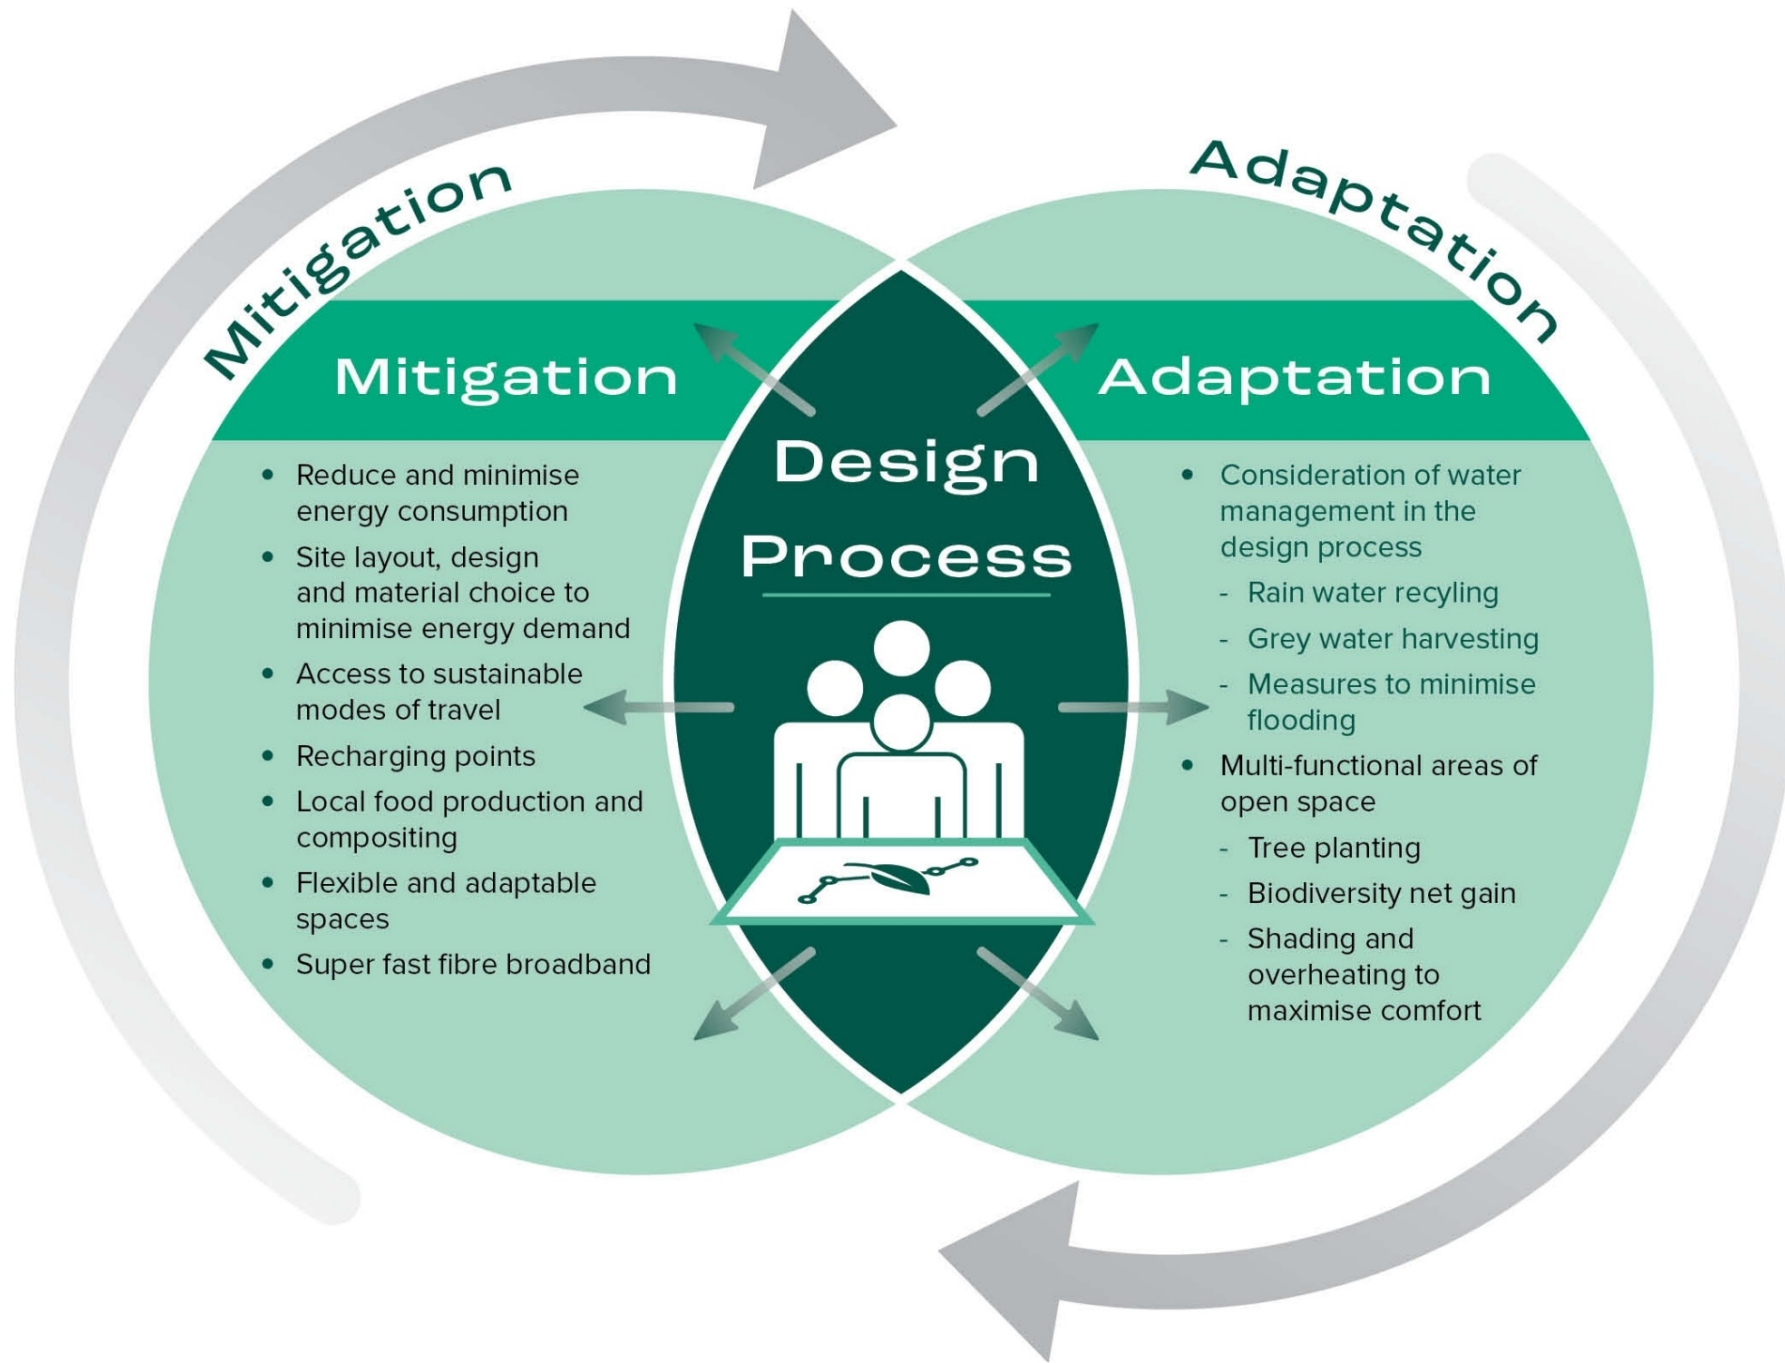 Mitigation
Adaptation
Mitigation
Adaptation
Design
Process
• Reduce and minimise
energy consumption
• Site layout, design
and material choice to
minimise energy demand
• Access to sustainable
modes of travel
• Recharging points
• Local food production and
compositing
• Flexible and adaptable
spaces
• Super fast fibre broadband
• Consideration of water
management in the
design process
- Rain water recyling
- Grey water harvesting
- Measures to minimise
flooding
• Multi-functional areas of
open space
- Tree planting
- Biodiversity net gain
- Shading and
overheating to
maximise comfort